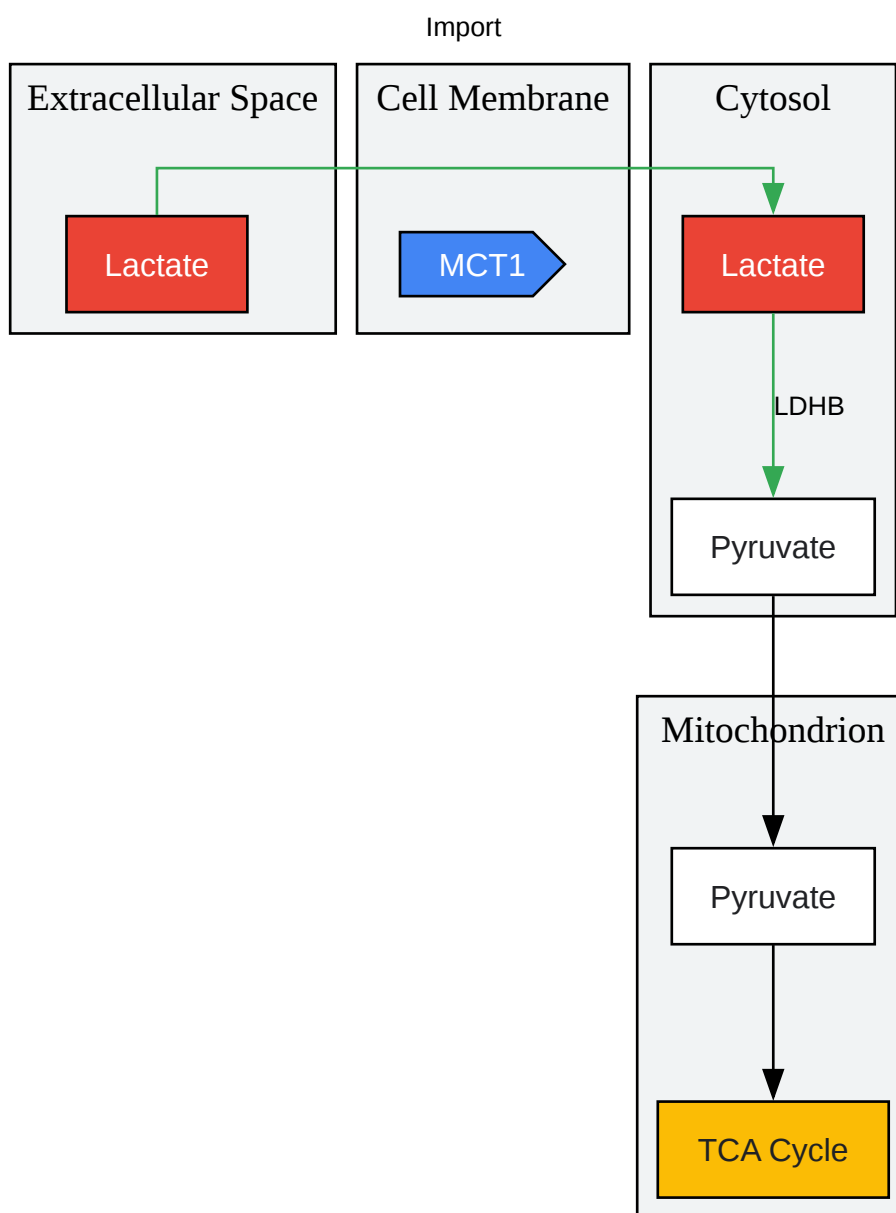 Import
Extracellular Space
Cell Membrane
Cytosol
Lactate
MCT1
Lactate
LDHB
Pyruvate
Mitochondrion
Pyruvate
TCA Cycle